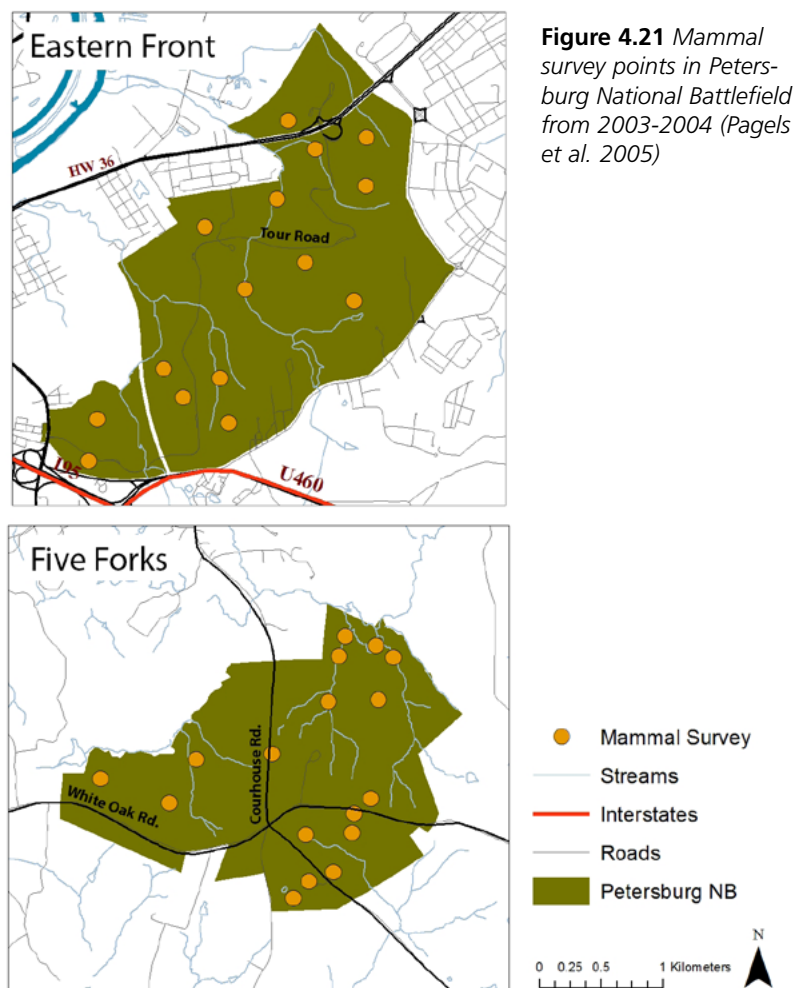 Eastern Front
HW 36
Tour Road
I95
U460
Figure 4.21 Mammal
survey points in Peters-
burg National Battlefield
from 2003-2004 (Pagels
et al. 2005)
Five Forks
Courhouse Rd.
White Oak Rd.
Mammal Survey
Streams
Interstates
Roads
Petersburg NB
N
0 0.25 0.5 1 Kilometers